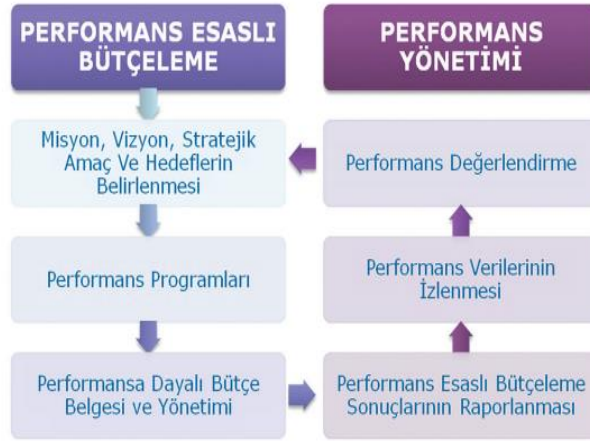 PERFORMANS ESASLI
BÜTÇELEME
Misyon, Vizyon, Stratejik
Amaç Ve Hedeflerin
Belirlenmesi
Performans Programları
Performansa Dayalı Bütçe
Belgesi ve Yönetimi
PERFORMANS
YÖNETİMİ
Performans Değerlendirme
Performans Verilerinin
İzlenmesi
Performans Esaslı Bütçeleme
Sonuçlarının Raporlanması